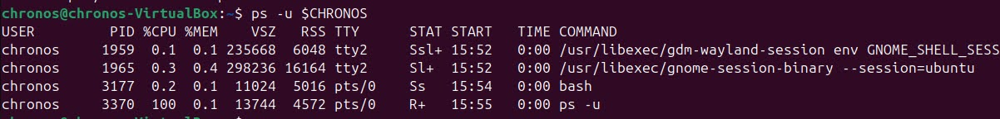 chronos@chronos-VirtualBox:~$ ps -u $CHRONOS
USER PID %CPU %MEM VSZ RSS TTY STAT START TIME COMMAND
chronos 1959 0.1 0.1 235668 6048 tty2 Ssl+ 15:52 0:00 /usr/libexec/gdm-wayland-session env GNOME_SHELL_SESS
chronos 1965 0.3 0.4 298236 16164 tty2 Sl+ 15:52 0:00 /usr/libexec/gnome-session-binary --session=ubuntu
chronos 3177 0.2 0.1 11024 5016 pts/0 Ss 15:54 0:00 bash
chronos 3370 100 0.1 13744 4572 pts/0 R+ 15:55 0:00 ps -u